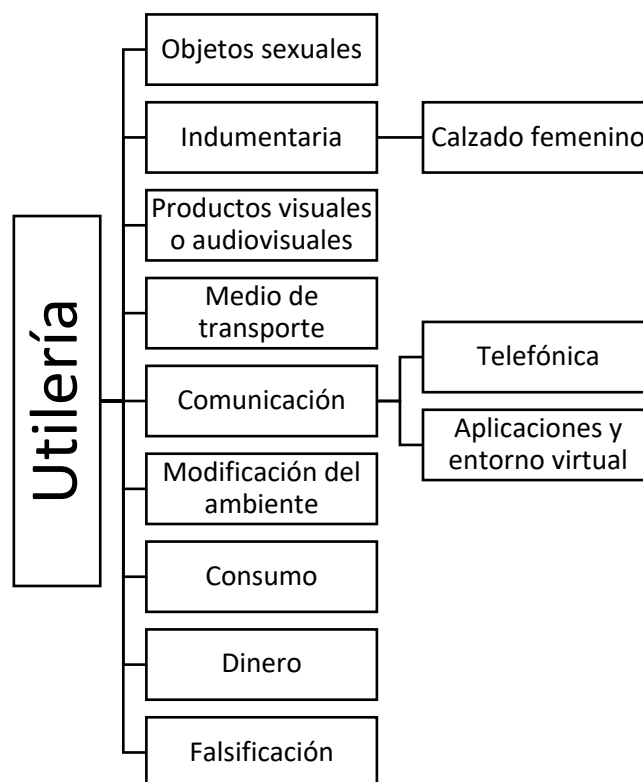 Utilería
Objetos sexuales
Indumentaria
Calzado femenino
Productos visuales
o audiovisuales
Medio de
transporte
Comunicación
Telefónica
Aplicaciones y
entorno virtual
Modificación del
ambiente
Consumo
Dinero
Falsificación